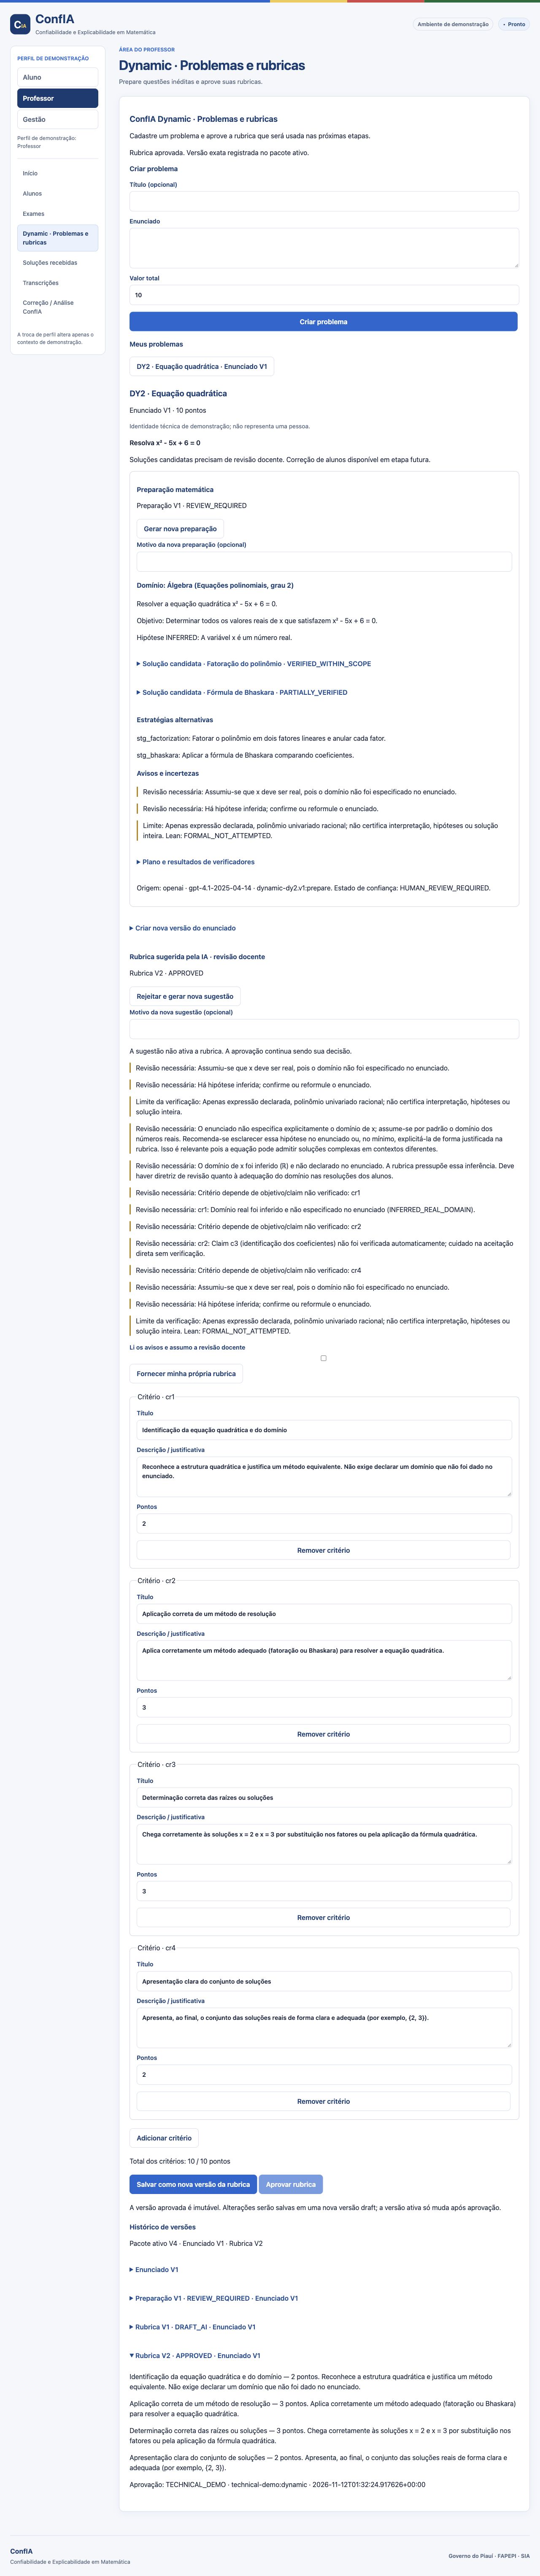 CIA
ConfIA
Confiabilidade e Explicabilidade em Matemática
Ambiente de demonstração
Pronto
PERFIL DE DEMONSTRAÇÃO
Aluno
Professor
Gestão
Perfil de demonstração:
Professor
Início
Alunos
Exames
Dynamic · Problemas e
rubricas
Soluções recebidas
Transcrições
Correção / Análise
ConfIA
A troca de perfil altera apenas o
contexto de demonstração.
ÁREA DO PROFESSOR
Dynamic · Problemas e rubricas
Prepare questões inéditas e aprove suas rubricas.
ConfIA Dynamic · Problemas e rubricas
Cadastre um problema e aprove a rubrica que será usada nas próximas etapas.
Rubrica aprovada. Versão exata registrada no pacote ativo.
Criar problema
Título (opcional)
Enunciado
Valor total
10
Criar problema
Meus problemas
DY2 · Equação quadrática · Enunciado V1
DY2 · Equação quadrática
Enunciado V1 · 10 pontos
Identidade técnica de demonstração; não representa uma pessoa.
Resolva x² - 5x + 6 = 0
Soluções candidatas precisam de revisão docente. Correção de alunos disponível em etapa futura.
Preparação matemática
Preparação V1 · REVIEW_REQUIRED
Gerar nova preparação
Motivo da nova preparação (opcional)
Domínio: Álgebra (Equações polinomiais, grau 2)
Resolver a equação quadrática x² - 5x + 6 = 0.
Objetivo: Determinar todos os valores reais de x que satisfazem x² - 5x + 6 = 0.
Hipótese INFERRED: A variável x é um número real.
Solução candidata · Fatoração do polinômio · VERIFIED_WITHIN_SCOPE
Solução candidata · Fórmula de Bhaskara · PARTIALLY_VERIFIED
Estratégias alternativas
stg_factorization: Fatorar o polinômio em dois fatores lineares e anular cada fator.
stg_bhaskara: Aplicar a fórmula de Bhaskara comparando coeficientes.
Avisos e incertezas
Revisão necessária: Assumiu-se que x deve ser real, pois o domínio não foi especificado no enunciado.
Revisão necessária: Há hipótese inferida; confirme ou reformule o enunciado.
Limite: Apenas expressão declarada, polinômio univariado racional; não certifica interpretação, hipóteses ou solução
inteira. Lean: FORMAL_NOT_ATTEMPTED.
Plano e resultados de verificadores
Origem: openai · gpt-4.1-2025-04-14 · dynamic-dy2.v1:prepare. Estado de confiança: HUMAN_REVIEW_REQUIRED.
Criar nova versão do enunciado
Rubrica sugerida pela IA · revisão docente
Rubrica V2 · APPROVED
Rejeitar e gerar nova sugestão
Motivo da nova sugestão (opcional)
A sugestão não ativa a rubrica. A aprovação continua sendo sua decisão.
Revisão necessária: Assumiu-se que x deve ser real, pois o domínio não foi especificado no enunciado.
Revisão necessária: Há hipótese inferida; confirme ou reformule o enunciado.
Limite da verificação: Apenas expressão declarada, polinômio univariado racional; não certifica interpretação, hipóteses ou
solução inteira.
Revisão necessária: O enunciado não especifica explicitamente o domínio de x; assume-se por padrão o domínio dos
números reais. Recomenda-se esclarecer essa hipótese no enunciado ou, no mínimo, explicitá-la de forma justificada na
rubrica. Isso é relevante pois a equação pode admitir soluções complexas em contextos diferentes.
Revisão necessária: O domínio de x foi inferido (ℝ) e não declarado no enunciado. A rubrica pressupõe essa inferência. Deve
haver diretriz de revisão quanto à adequação do domínio nas resoluções dos alunos.
Revisão necessária: Critério depende de objetivo/claim não verificado: cr1
Revisão necessária: cr1: Domínio real foi inferido e não especificado no enunciado (INFERRED_REAL_DOMAIN).
Revisão necessária: Critério depende de objetivo/claim não verificado: cr2
Revisão necessária: cr2: Claim c3 (identificação dos coeficientes) não foi verificada automaticamente; cuidado na aceitação
direta sem verificação.
Revisão necessária: Critério depende de objetivo/claim não verificado: cr4
Revisão necessária: Assumiu-se que x deve ser real, pois o domínio não foi especificado no enunciado.
Revisão necessária: Há hipótese inferida; confirme ou reformule o enunciado.
Limite da verificação: Apenas expressão declarada, polinômio univariado racional; não certifica interpretação, hipóteses ou
solução inteira. Lean: FORMAL_NOT_ATTEMPTED.
Li os avisos e assumo a revisão docente
Fornecer minha própria rubrica
Critério · cr1
Título
Identificação da equação quadrática e do domínio
Descrição / justificativa
Reconhece a estrutura quadrática e justifica um método equivalente. Não exige declarar um domínio que não foi dado no
enunciado.
Pontos
2
Remover critério
Critério · cr2
Título
Aplicação correta de um método de resolução
Descrição / justificativa
Aplica corretamente um método adequado (fatoração ou Bhaskara) para resolver a equação quadrática.
Pontos
3
Remover critério
Critério · cr3
Título
Determinação correta das raízes ou soluções
Descrição / justificativa
Chega corretamente às soluções x = 2 e x = 3 por substituição nos fatores ou pela aplicação da fórmula quadrática.
Pontos
3
Remover critério
Critério · cr4
Título
Apresentação clara do conjunto de soluções
Descrição / justificativa
Apresenta, ao final, o conjunto das soluções reais de forma clara e adequada (por exemplo, {2, 3}).
Pontos
2
Remover critério
Adicionar critério
Total dos critérios: 10 / 10 pontos
Salvar como nova versão da rubrica
Aprovar rubrica
A versão aprovada é imutável. Alterações serão salvas em uma nova versão draft; a versão ativa só muda após aprovação.
Histórico de versões
Pacote ativo V4 · Enunciado V1 · Rubrica V2
Enunciado V1
Preparação V1 · REVIEW_REQUIRED · Enunciado V1
Rubrica V1 · DRAFT_AI · Enunciado V1
Rubrica V2 · APPROVED · Enunciado V1
Identificação da equação quadrática e do domínio — 2 pontos. Reconhece a estrutura quadrática e justifica um método
equivalente. Não exige declarar um domínio que não foi dado no enunciado.
Aplicação correta de um método de resolução — 3 pontos. Aplica corretamente um método adequado (fatoração ou Bhaskara)
para resolver a equação quadrática.
Determinação correta das raízes ou soluções — 3 pontos. Chega corretamente às soluções x = 2 e x = 3 por substituição nos
fatores ou pela aplicação da fórmula quadrática.
Apresentação clara do conjunto de soluções — 2 pontos. Apresenta, ao final, o conjunto das soluções reais de forma clara e
adequada (por exemplo, {2, 3}).
Aprovação: TECHNICAL_DEMO · technical-demo:dynamic · 2026-11-12T01:32:24.917626+00:00
ConfIA
Confiabilidade e Explicabilidade em Matemática
Governo do Piauí · FAPEPI · SIA